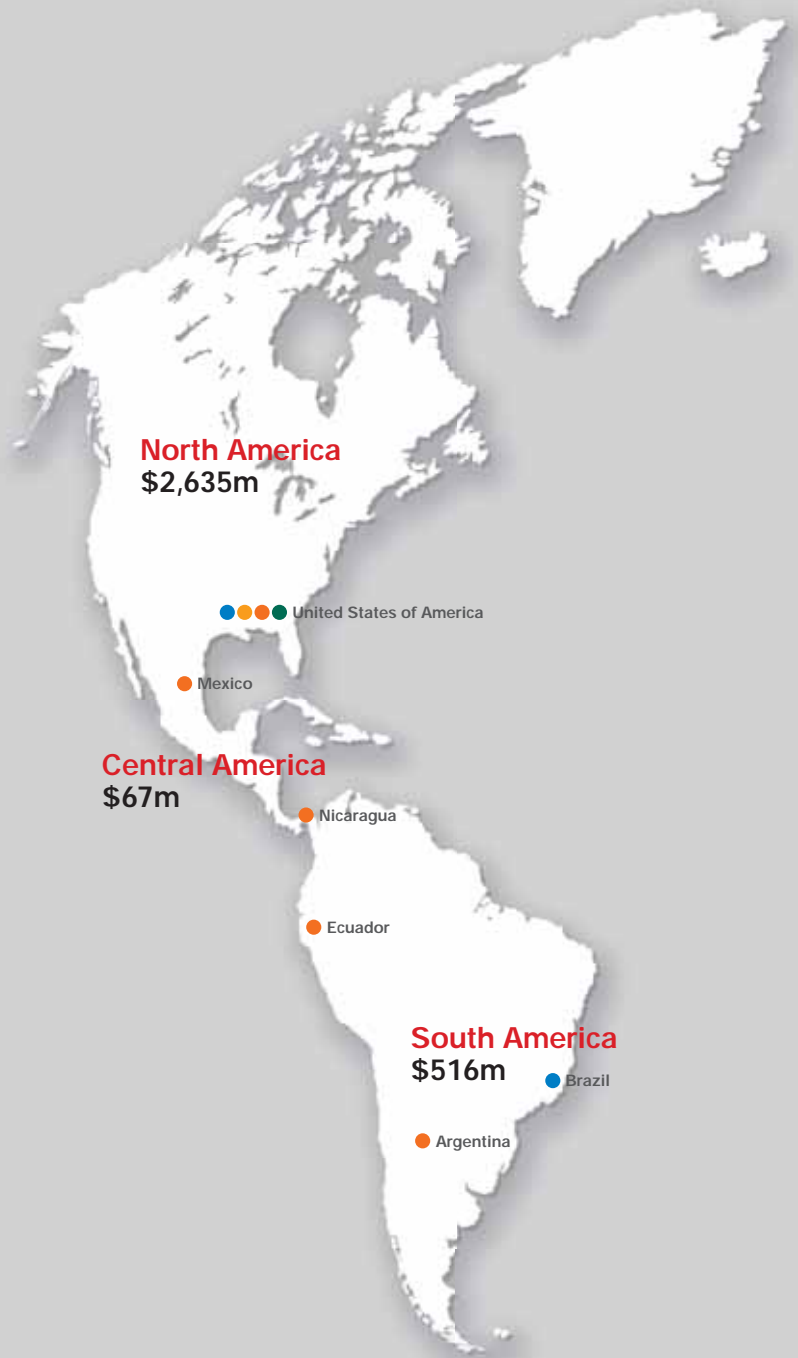 North America
$2,635m
United States of America
Mexico
Central America
$67m
Nicaragua
Ecuador
South America
$516m
Brazil
Argentina